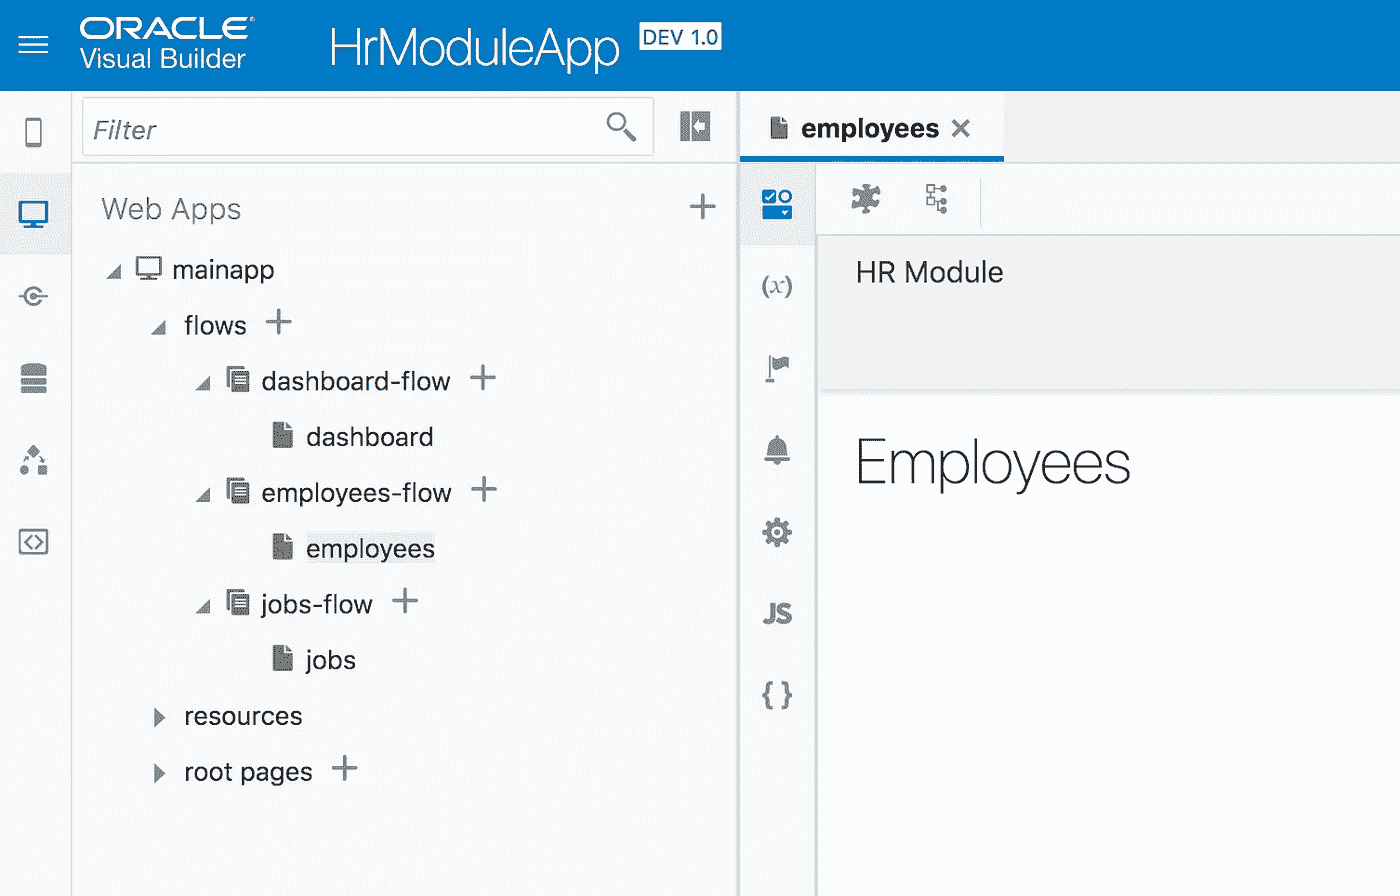 ORACLE®
Visual Builder
HrModuleApp DEV 1.0
Filter
employees
Web Apps
mainapp
flows
dashboard-flow
dashboard
employees-flow
employees
jobs-flow
jobs
resources
root pages
(x)
JS
{ }
HR Module
Employees